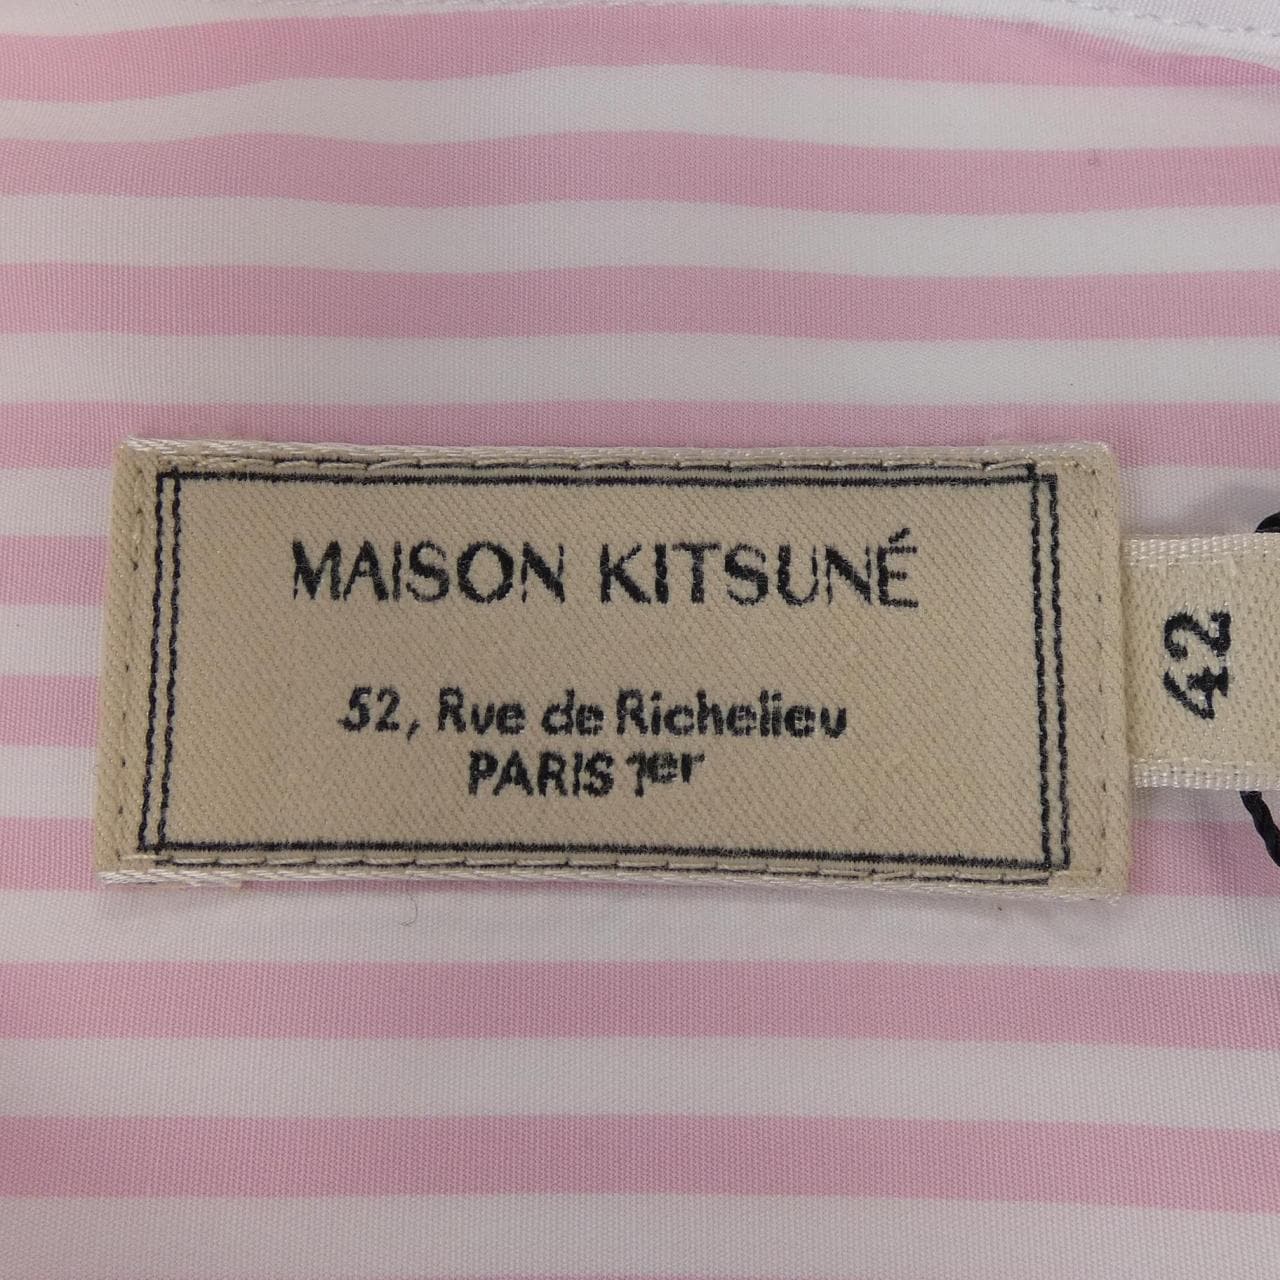 MAISON KITSUNÉ
52, Rue de Richelieu
PARIS 1er
42